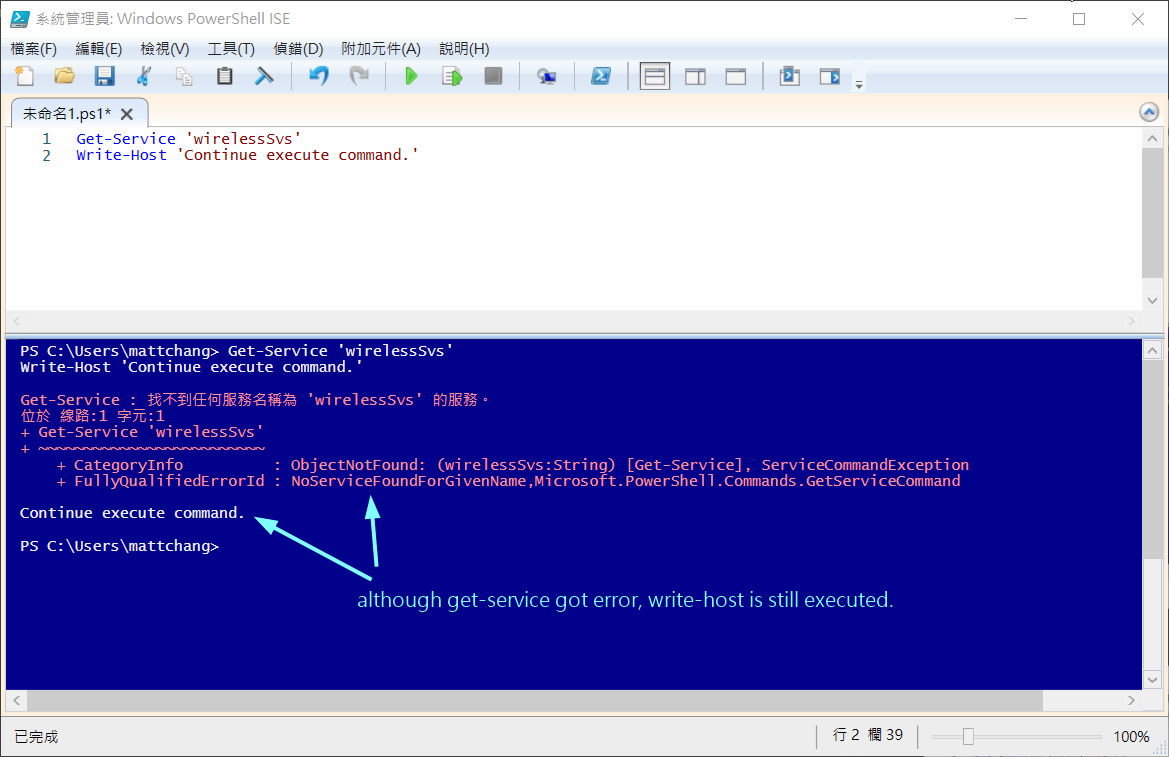 系統管理員: Windows PowerShell ISE
檔案(F) 編輯(E) 檢視(V) 工具(T) 偵錯(D) 附加元件(A) 說明(H)
未命名1.ps1*
1 Get-Service 'wirelessSvs'
2 Write-Host 'Continue execute command.'
PS C:\Users\mattchang> Get-Service 'wirelessSvs'
Write-Host 'Continue execute command.'
Get-Service : 找不到任何服務名稱為 'wirelessSvs' 的服務。
位於 線路:1 字元:1
+ Get-Service 'wirelessSvs'
+ ~~~~~~~~~~~~~~~~~~~~~~~~~
+ CategoryInfo : ObjectNotFound: (wirelessSvs:String) [Get-Service], ServiceCommandException
+ FullyQualifiedErrorId : NoServiceFoundForGivenName,Microsoft.PowerShell.Commands.GetServiceCommand
Continue execute command.
PS C:\Users\mattchang>
although get-service got error, write-host is still executed.
已完成 行 2 欄 39 100%